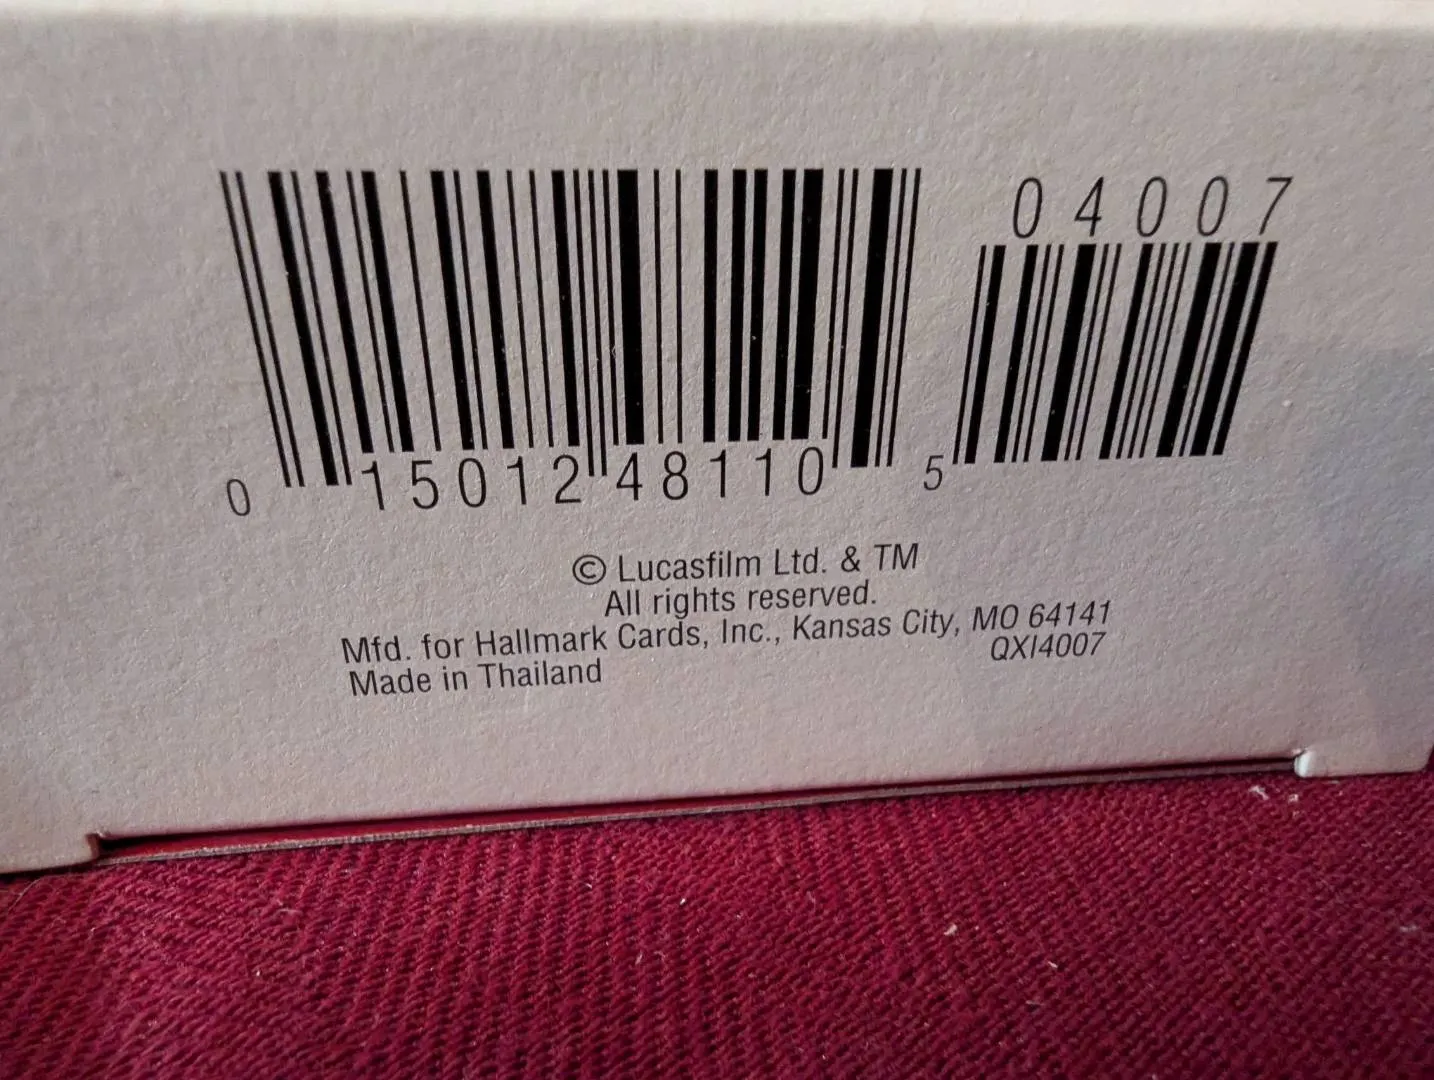 04007
0 15012 48110 5
© Lucasfilm Ltd. & TM
All rights reserved.
Mfd. for Hallmark Cards, Inc., Kansas City, MO 64141
Made in Thailand QXI4007